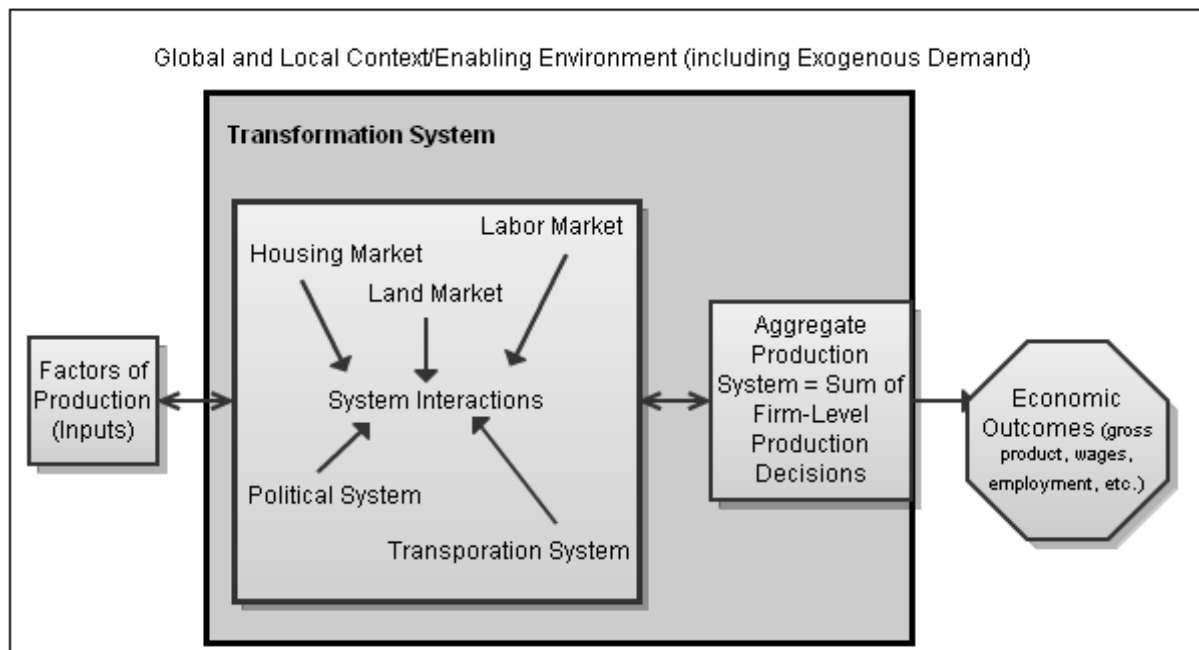 Global and Local Context/Enabling Environment (including Exogenous Demand)
Transformation System
Labor Market
Housing Market
Land Market
System Interactions
Political System
Transporation System
Factors of
Production
(Inputs)
Aggregate
Production
System = Sum of
Firm-Level
Production
Decisions
Economic
Outcomes (gross
product, wages,
employment, etc.)